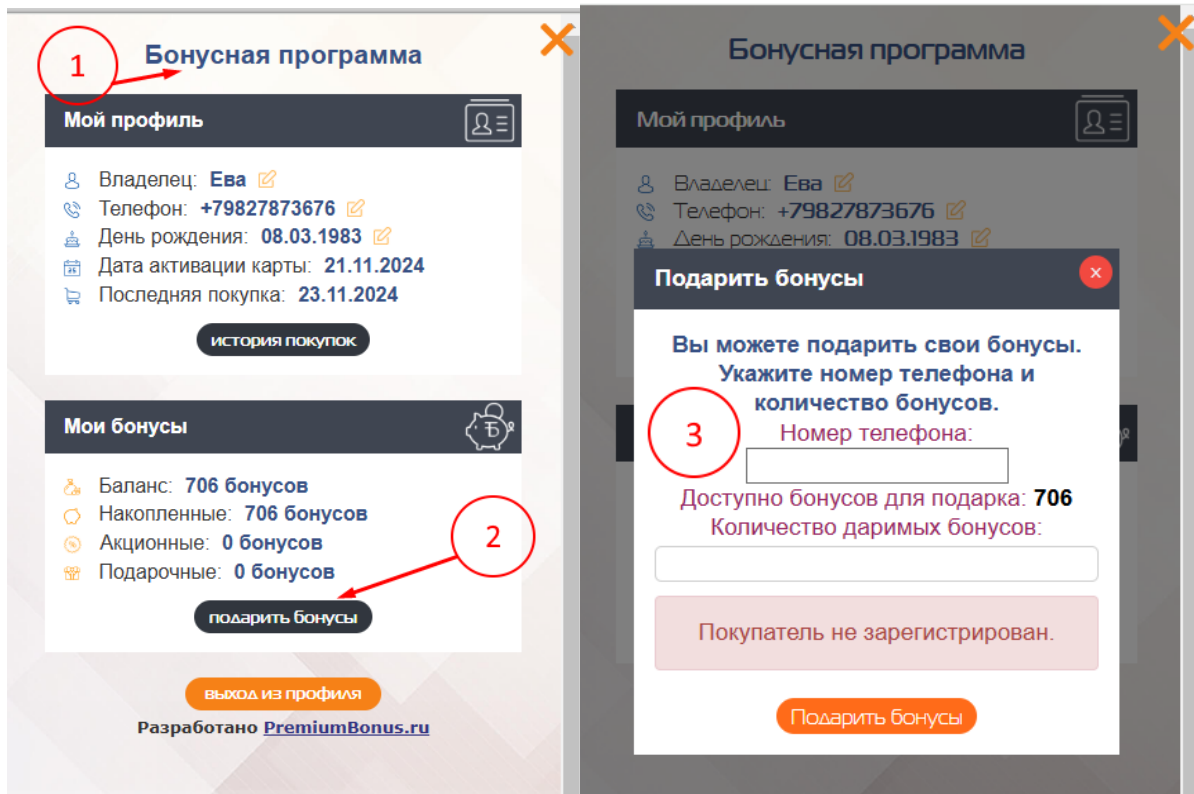 1
Бонусная программа
Мой профиль
Владелец: Ева
Телефон: +79827873676
День рождения: 08.03.1983
Дата активации карты: 21.11.2024
Последняя покупка: 23.11.2024
история покупок
Мои бонусы
Ђ
Баланс: 706 бонусов
Накопленные: 706 бонусов
Акционные: 0 бонусов
2
Подарочные: 0 бонусов
подарить бонусы
выход из профиля
Разработано PremiumBonus.ru
Бонусная программа
Мой профиль
Владелец: Ева
Телефон: +79827873676
День рождения: 08.03.1983
Подарить бонусы
Вы можете подарить свои бонусы.
Укажите номер телефона и
количество бонусов.
3
Номер телефона:
Доступно бонусов для подарка: 706
Количество даримых бонусов:
Покупатель не зарегистрирован.
Подарить бонусы